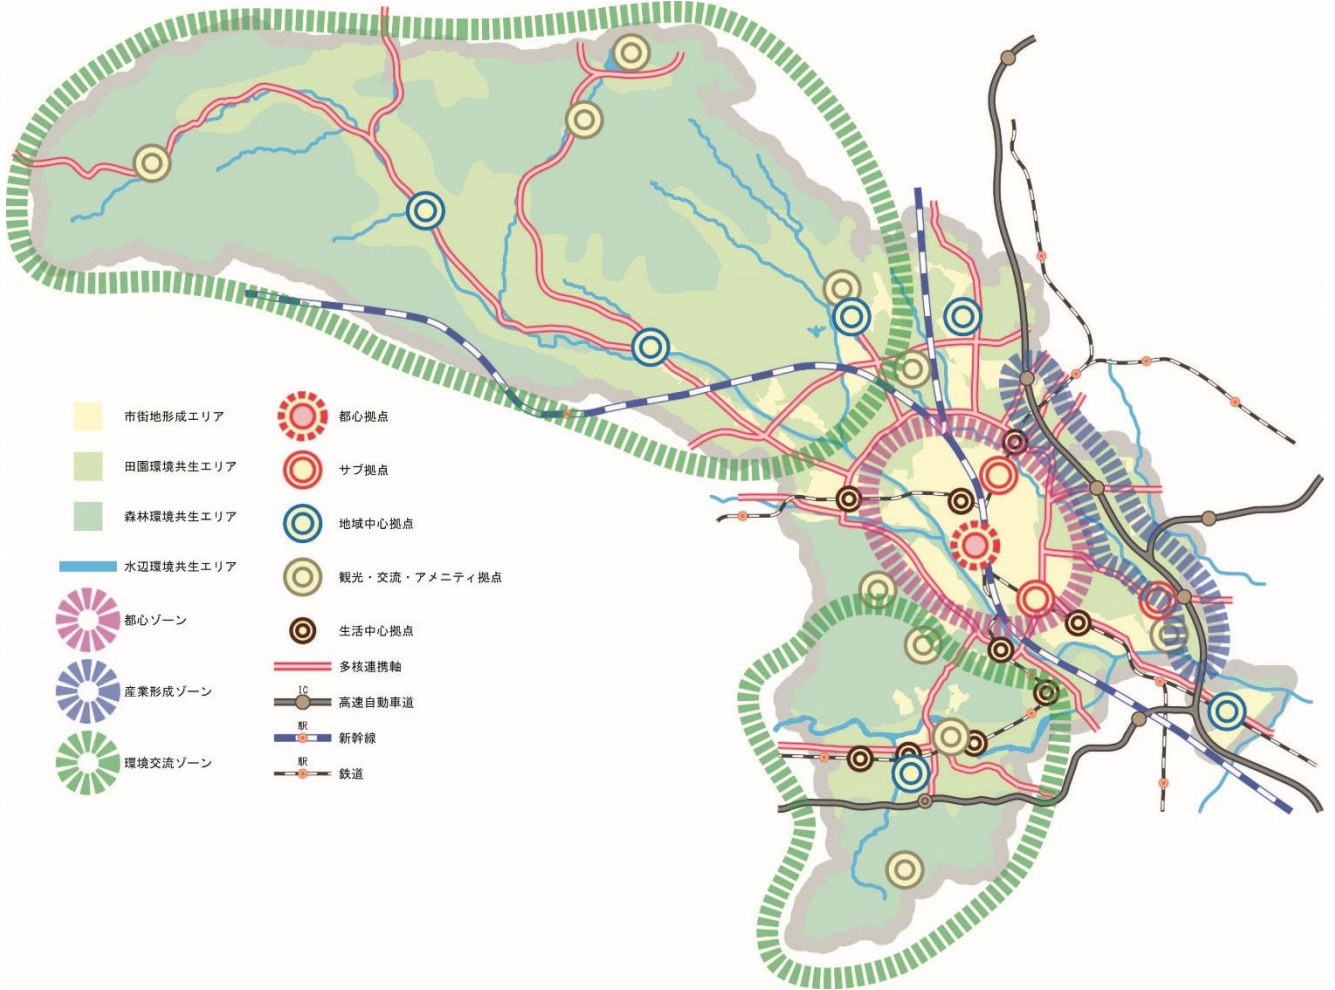 市街地形成エリア
田園環境共生エリア
森林環境共生エリア
水辺環境共生エリア
都心ゾーン
産業形成ゾーン
環境交流ゾーン
都心拠点
サブ拠点
地域中心拠点
観光・交流・アメニティ拠点
生活中心拠点
多核連携軸
IC
高速自動車道
駅
新幹線
駅
鉄道